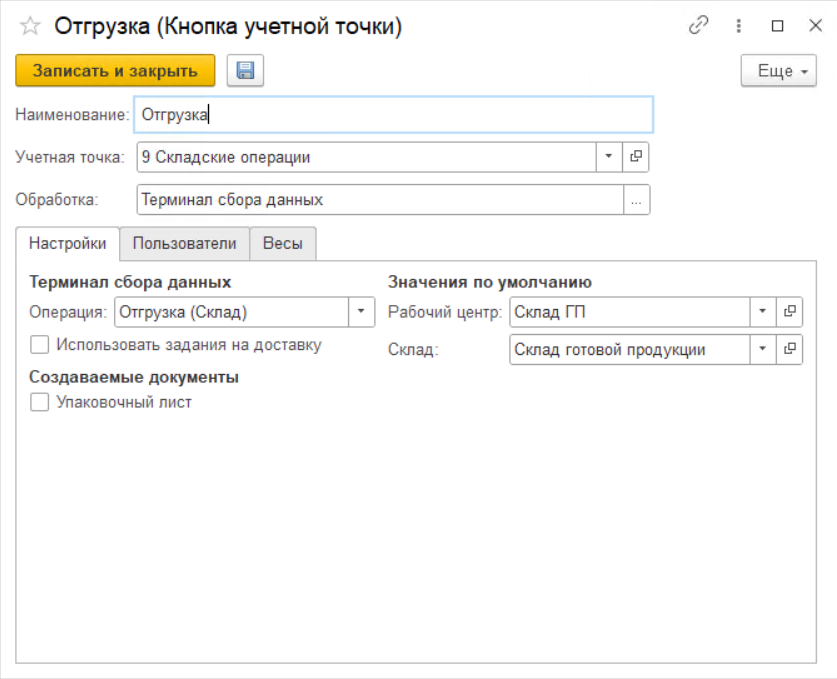 Отгрузка (Кнопка учетной точки)
Записать и закрыть
Еще
Наименование: Отгрузка
Учетная точка: 9 Складские операции
Обработка: Терминал сбора данных ...
Настройки Пользователи Весы
Терминал сбора данных Значения по умолчанию
Операция: Отгрузка (Склад) Рабочий центр: Склад ГП
Использовать задания на доставку Склад: Склад готовой продукции
Создаваемые документы
Упаковочный лист